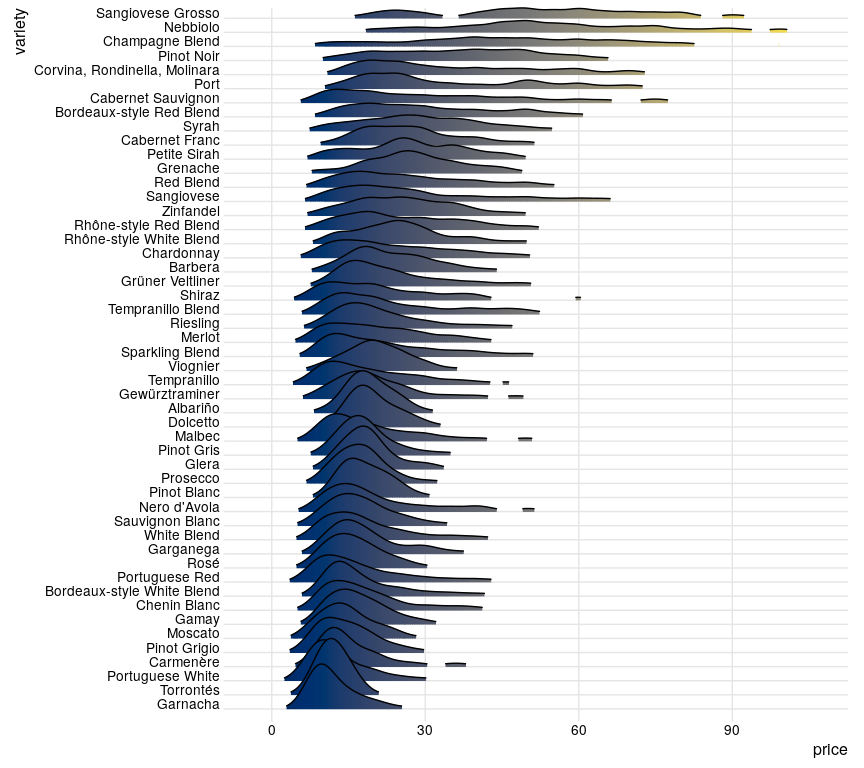 variety
Sangiovese Grosso
Nebbiolo
Champagne Blend
Pinot Noir
Corvina, Rondinella, Molinara
Port
Cabernet Sauvignon
Bordeaux-style Red Blend
Syrah
Cabernet Franc
Petite Sirah
Grenache
Red Blend
Sangiovese
Zinfandel
Rhône-style Red Blend
Rhône-style White Blend
Chardonnay
Barbera
Grüner Veltliner
Shiraz
Tempranillo Blend
Riesling
Merlot
Sparkling Blend
Viognier
Tempranillo
Gewürztraminer
Albariño
Dolcetto
Malbec
Pinot Gris
Glera
Prosecco
Pinot Blanc
Nero d'Avola
Sauvignon Blanc
White Blend
Garganega
Rosé
Portuguese Red
Bordeaux-style White Blend
Chenin Blanc
Gamay
Moscato
Pinot Grigio
Carmenère
Portuguese White
Torrontés
Garnacha
0 30 60 90
price